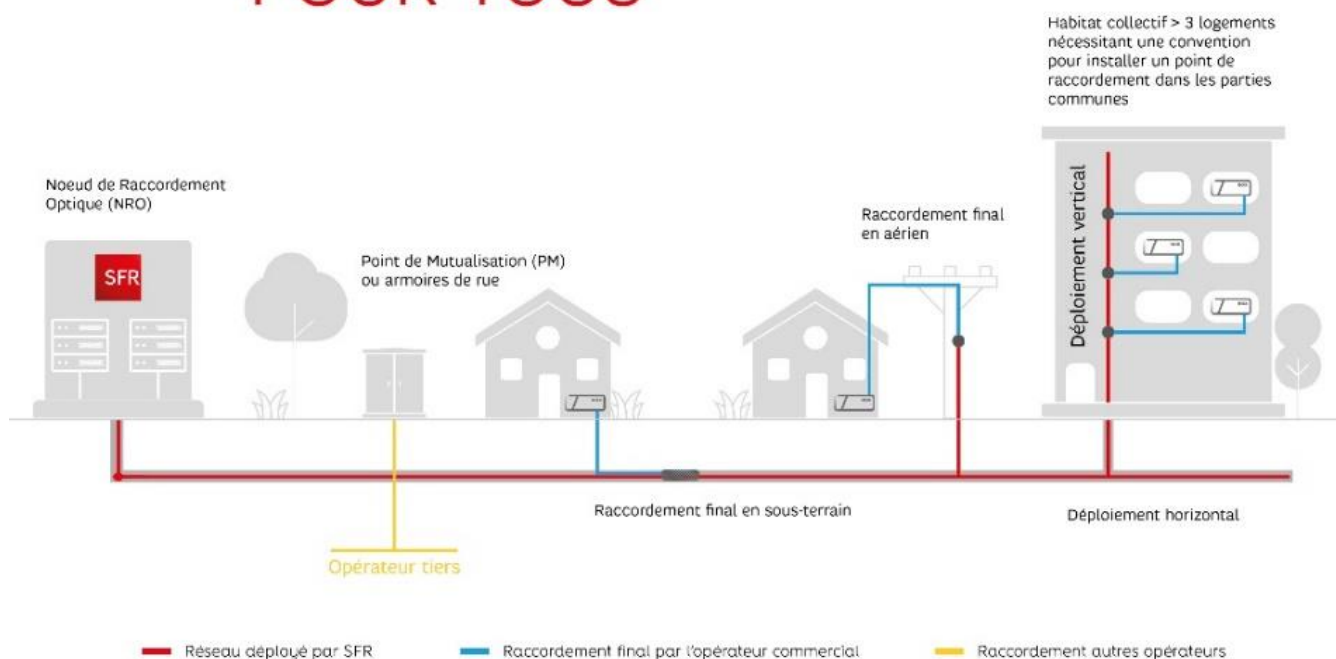 POUR TOUS
Habitat collectif > 3 logements
nécessitant une convention
pour installer un point de
raccordement dans les parties
communes
Noeud de Raccordement
Optique (NRO)
SFR
Point de Mutualisation (PM)
ou armoires de rue
Raccordement final
en aérien
Déploiement vertical
Raccordement final en sous-terrain
Déploiement horizontal
Opérateur tiers
Réseau déployé par SFR
Raccordement final par l'opérateur commercial
Raccordement autres opérateurs